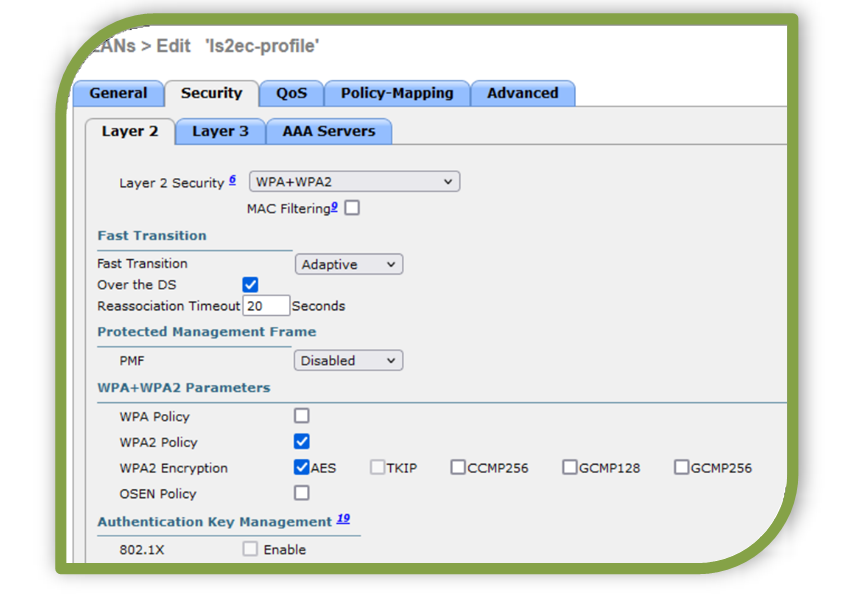 LANs > Edit 'ls2ec-profile'
General Security QoS Policy-Mapping Advanced
Layer 2 Layer 3 AAA Servers
Layer 2 Security 6 WPA+WPA2
MAC Filtering9
Fast Transition
Fast Transition Adaptive
Over the DS
Reassociation Timeout 20 Seconds
Protected Management Frame
PMF Disabled
WPA+WPA2 Parameters
WPA Policy
WPA2 Policy
WPA2 Encryption AES TKIP CCMP256 GCMP128 GCMP256
OSEN Policy
Authentication Key Management 19
802.1X Enable